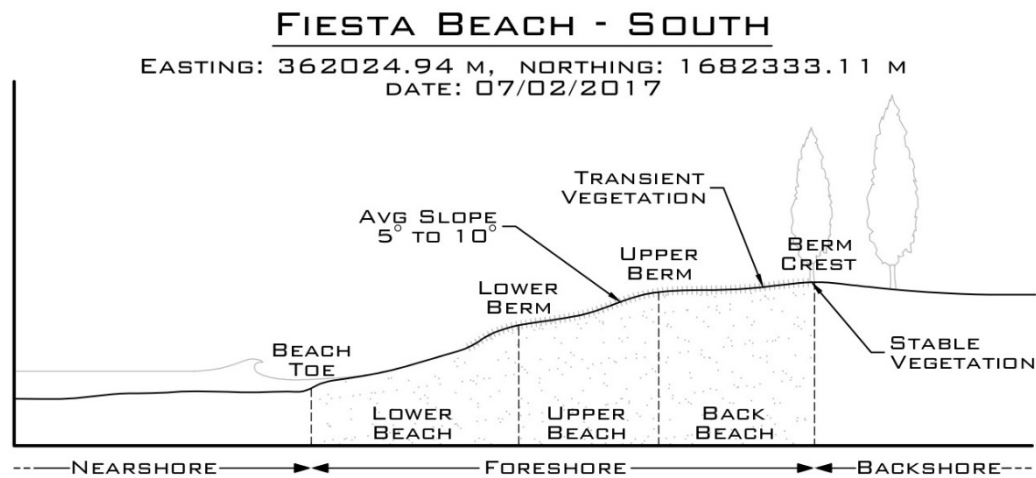 FIESTA BEACH - SOUTH
EASTING: 362024.94 M, NORTHING: 1682333.11 M
DATE: 07/02/2017
TRANSIENT
VEGETATION
AVG SLOPE
5° TO 10°
UPPER
BERM
BERM
CREST
LOWER
BERM
BEACH
TOE
STABLE
VEGETATION
LOWER
BEACH
UPPER
BEACH
BACK
BEACH
NEARSHORE
FORESHORE
BACKSHORE